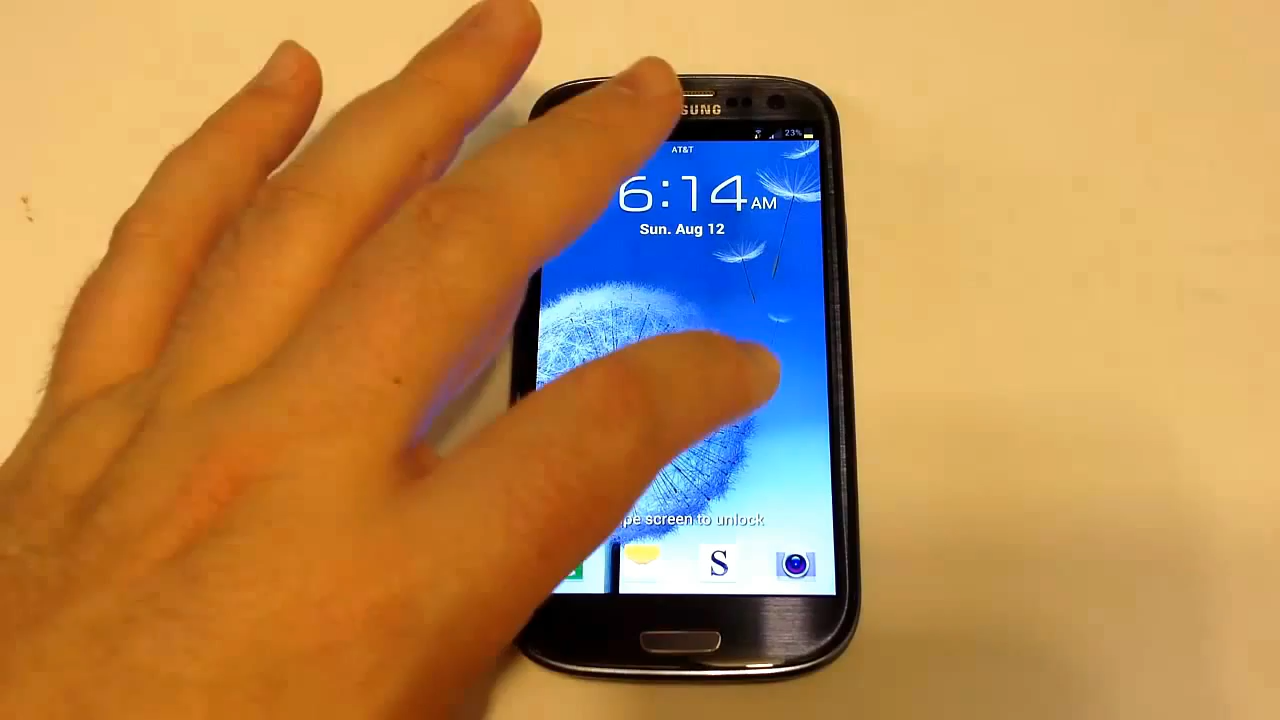 SUNG
23%
AT&T
6:14 AM
Sun. Aug 12
pe screen to unlock
S